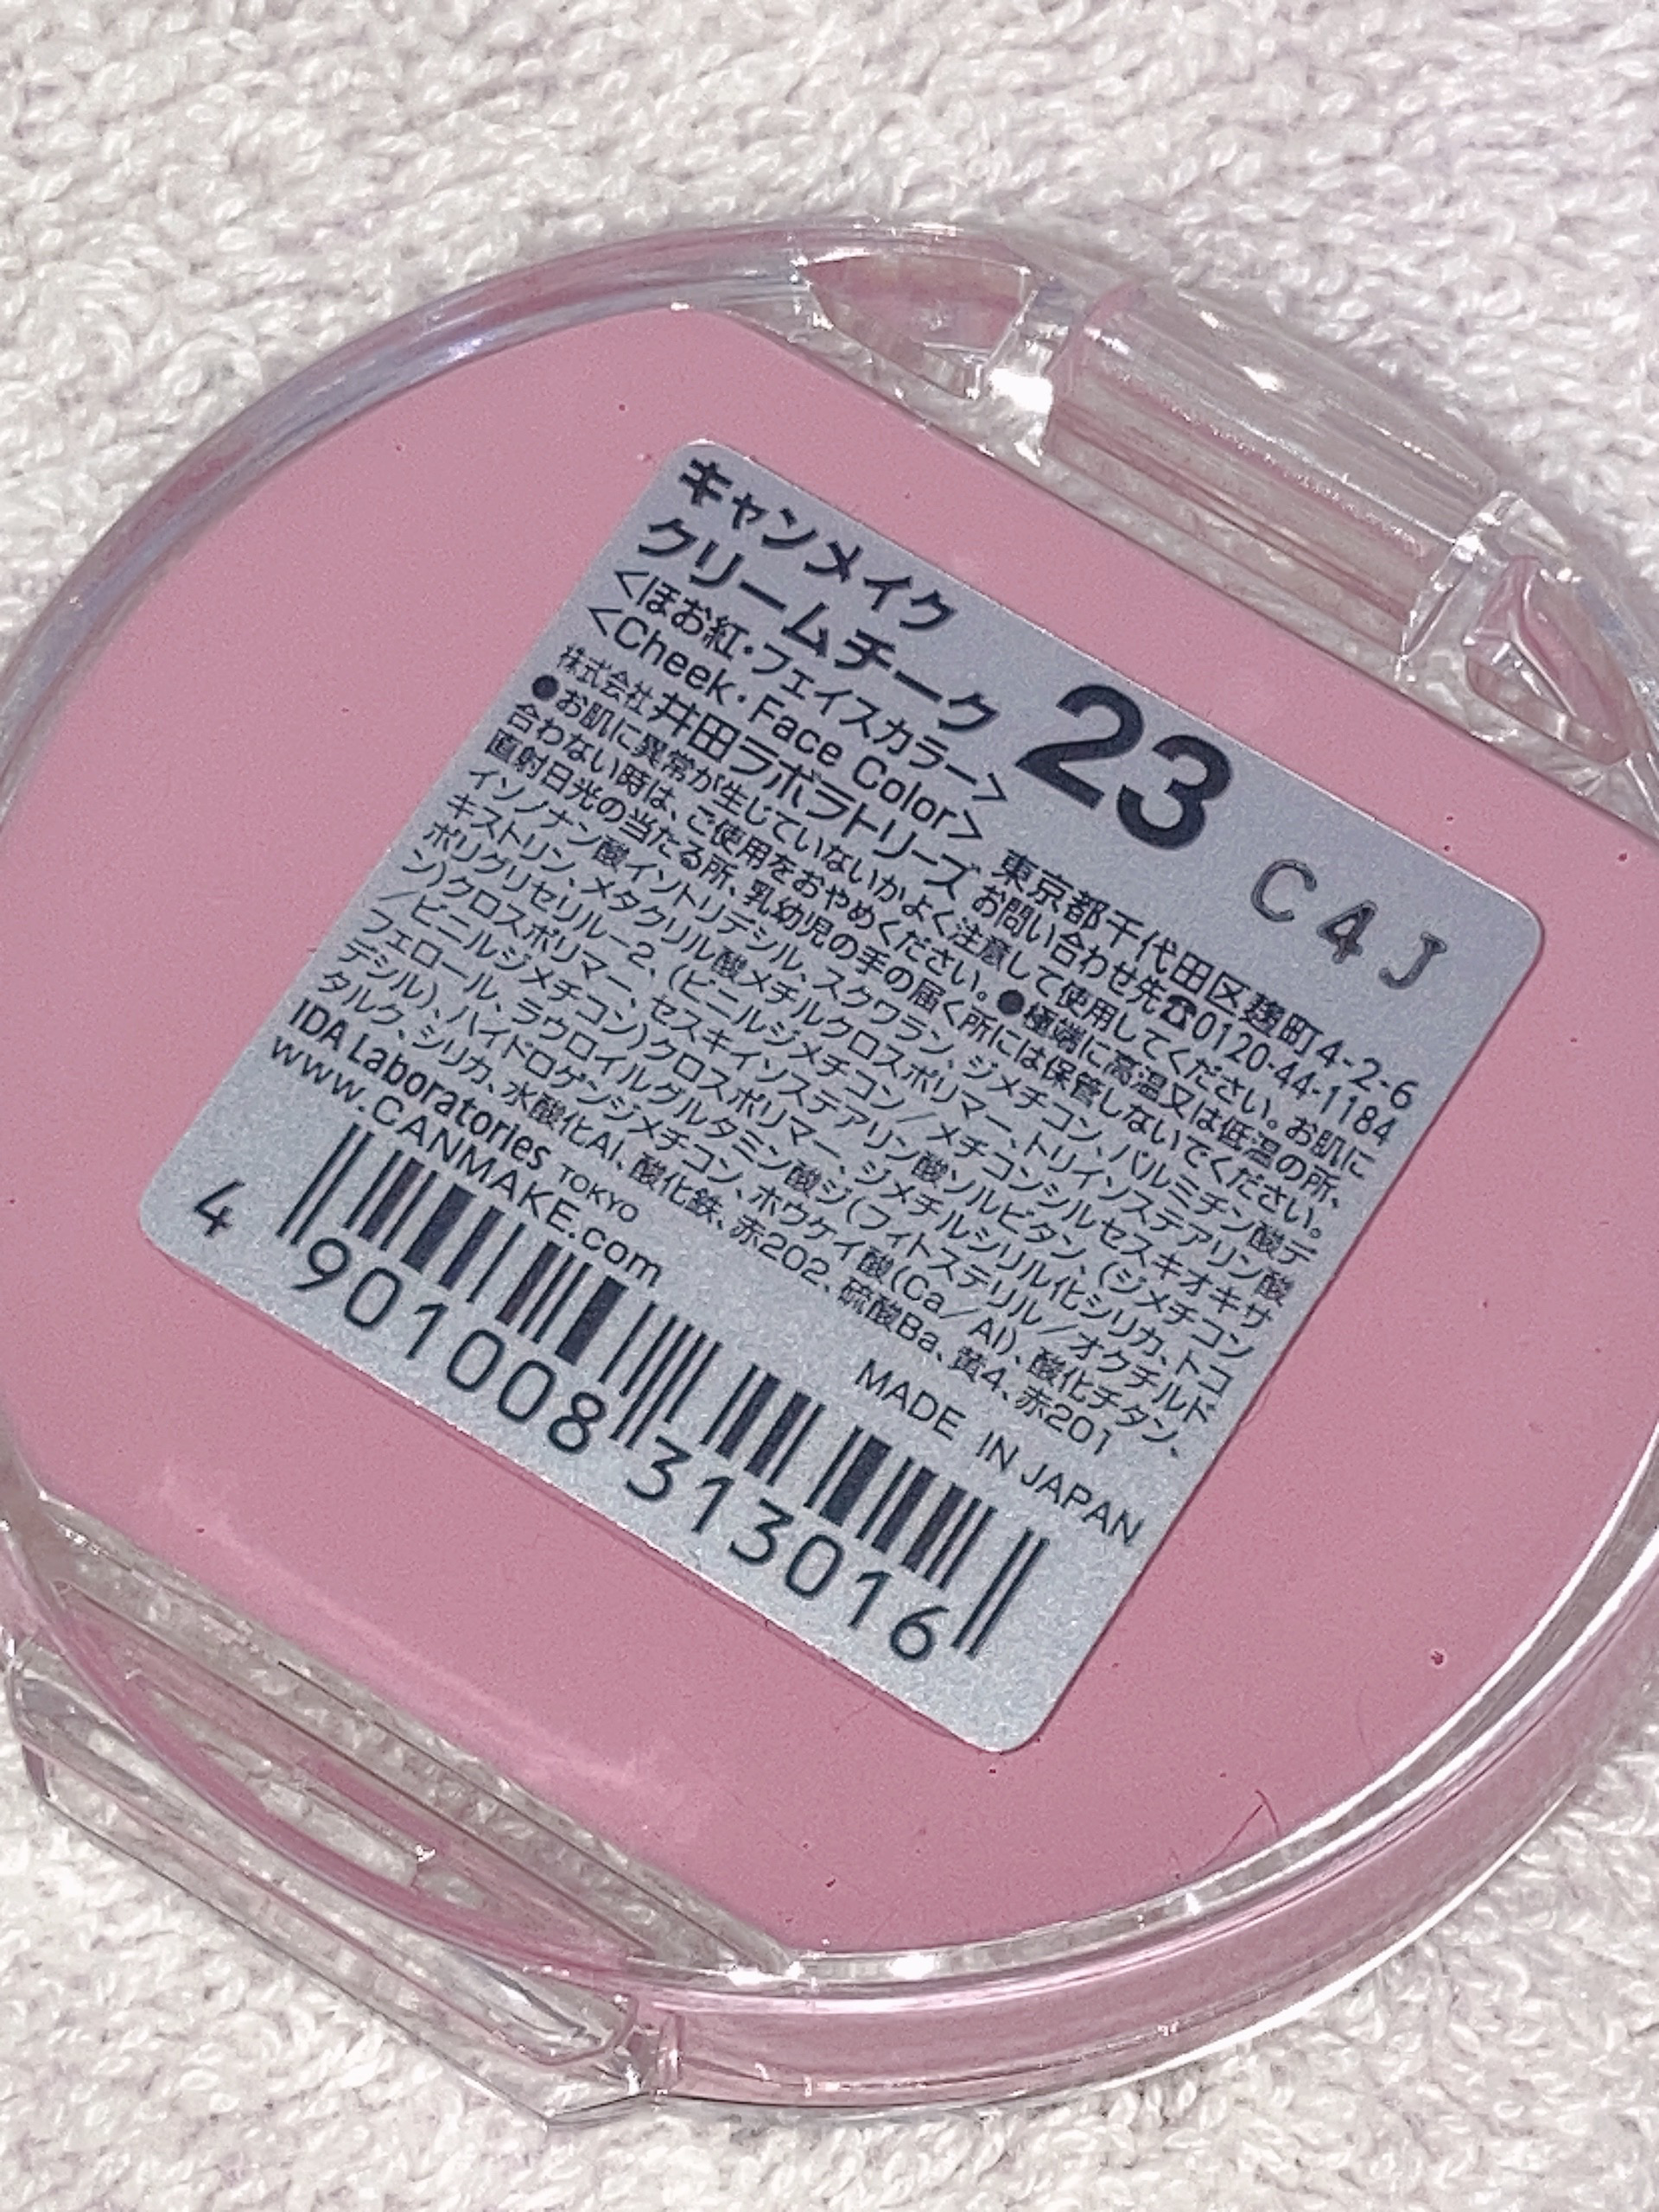 キャンメイク
クリームチーク 23 C4J
<ほお紅・フェイスカラー>
<Cheek・Face Color>
株式会社 井田ラボラトリーズ 東京都千代田区麹町4-2-6
お問い合わせ先☎0120-44-1184
●お肌に異常が生じていないかよく注意して使用してください。お肌に
合わない時は、ご使用をおやめください。●極端に高温又は低温の所、
直射日光の当たる所、乳幼児の手の届く所には保管しないでください。
イソノナン酸イソトリデシル、スクワラン、ジメチコン、パルミチン酸デ
キストリン、メタクリル酸メチルクロスポリマー、トリイソステアリン酸
ポリグリセリル-2、(ビニルジメチコン/メチコンシルセスキオキサ
ン)クロスポリマー、セスキイソステアリン酸ソルビタン、(ジメチコン
/ビニルジメチコン)クロスポリマー、ジメチルシリル化シリカ、トコ
フェロール、ラウロイルグルタミン酸ジ(フィトステリル/オクチルド
デシル)、ハイドロゲンジメチコン、ホウケイ酸(Ca/Al)、酸化チタン、
タルク、シリカ、水酸化Al、酸化鉄、赤202、硫酸Ba、黄4、赤201
IDA Laboratories TOKYO
www.CANMAKE.com
MADE IN JAPAN
4 901008 313016